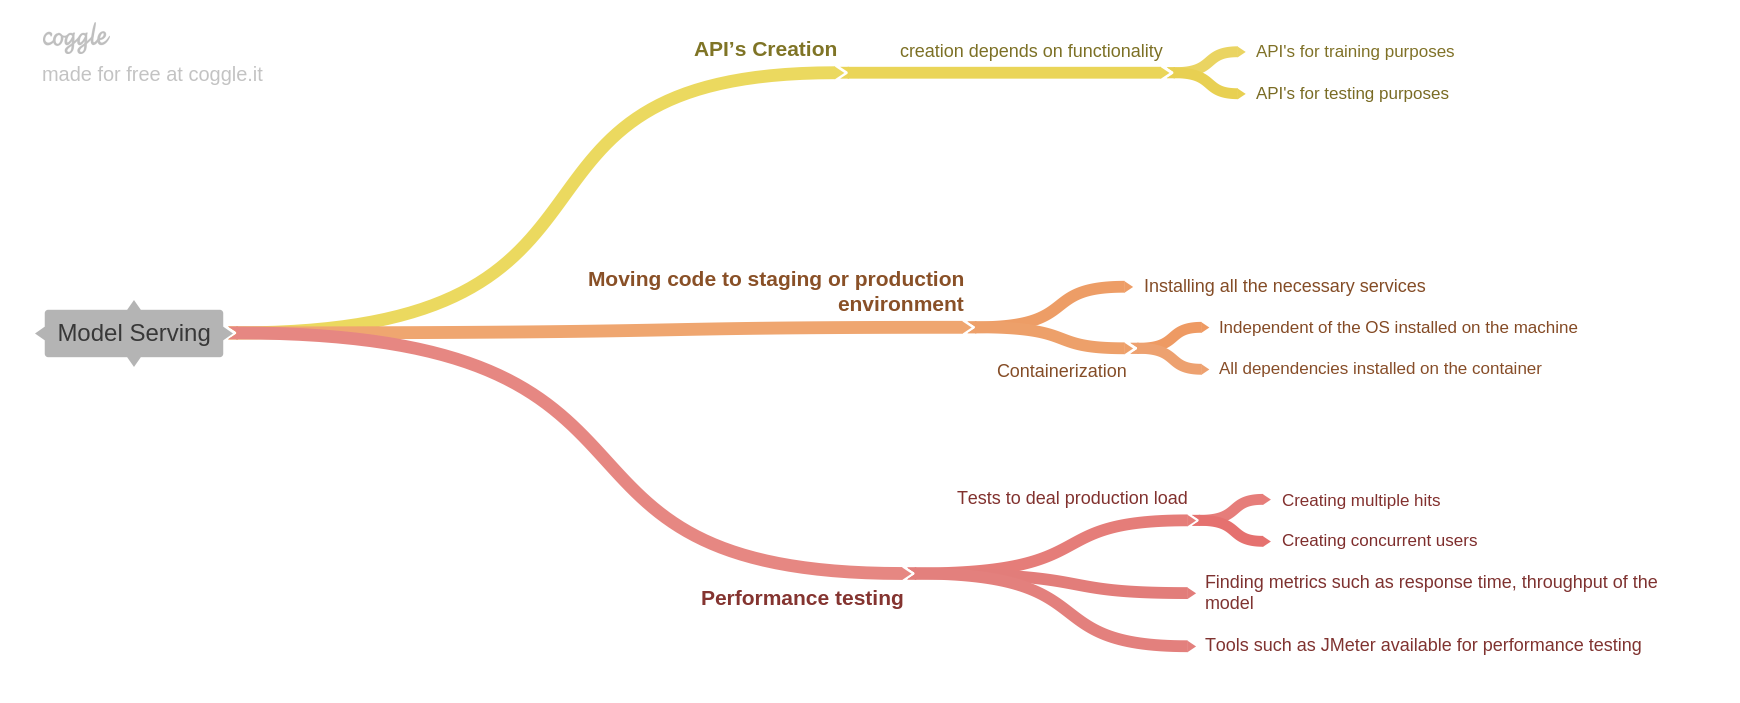 coggle
made for free at coggle.it
API’s Creation
creation depends on functionality
API's for training purposes
API's for testing purposes
Model Serving
Moving code to staging or production
environment
Installing all the necessary services
Containerization
Independent of the OS installed on the machine
All dependencies installed on the container
Performance testing
Tests to deal production load
Creating multiple hits
Creating concurrent users
Finding metrics such as response time, throughput of the
model
Tools such as JMeter available for performance testing